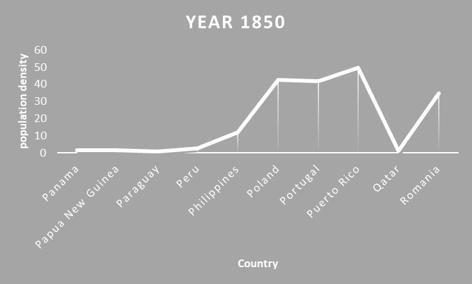 YEAR 1850
population density
60
50
40
30
20
10
0
Panama
Papua New Guinea
Paraguay
Peru
Philippines
Poland
Portugal
Puerto Rico
Qatar
Romania
Country